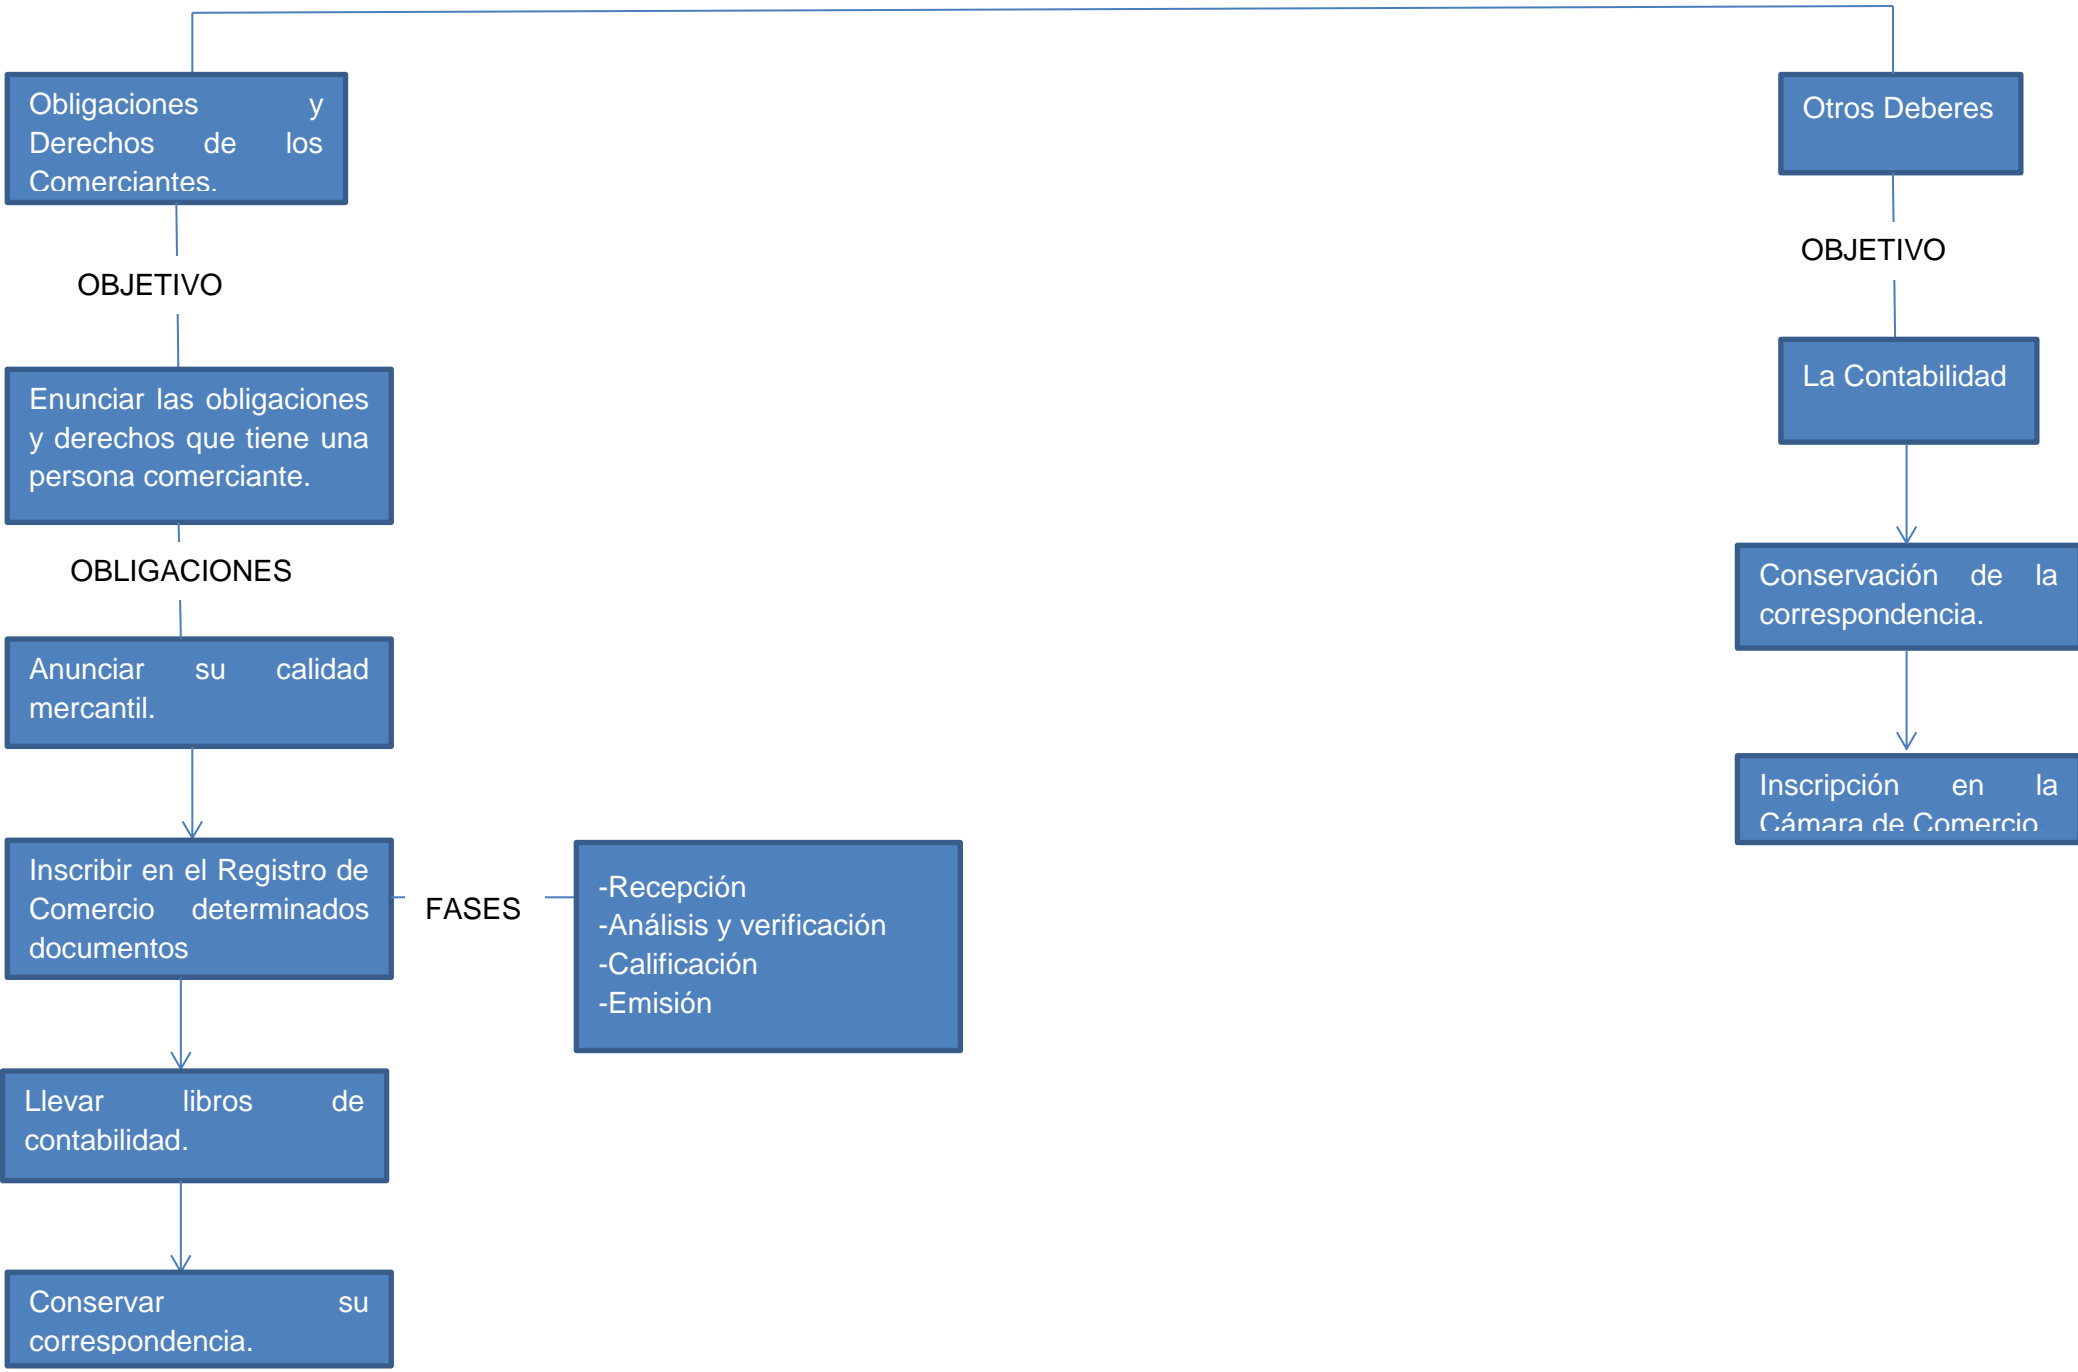 Obligaciones y
Derechos de los
Comerciantes.
OBJETIVO
Enunciar las obligaciones
y derechos que tiene una
persona comerciante.
OBLIGACIONES
Anunciar su calidad
mercantil.
Inscribir en el Registro de
Comercio determinados
documentos
FASES
-Recepción
-Análisis y verificación
-Calificación
-Emisión
Llevar libros de
contabilidad.
Conservar su
correspondencia.
Otros Deberes
OBJETIVO
La Contabilidad
Conservación de la
correspondencia.
Inscripción en la
Cámara de Comercio